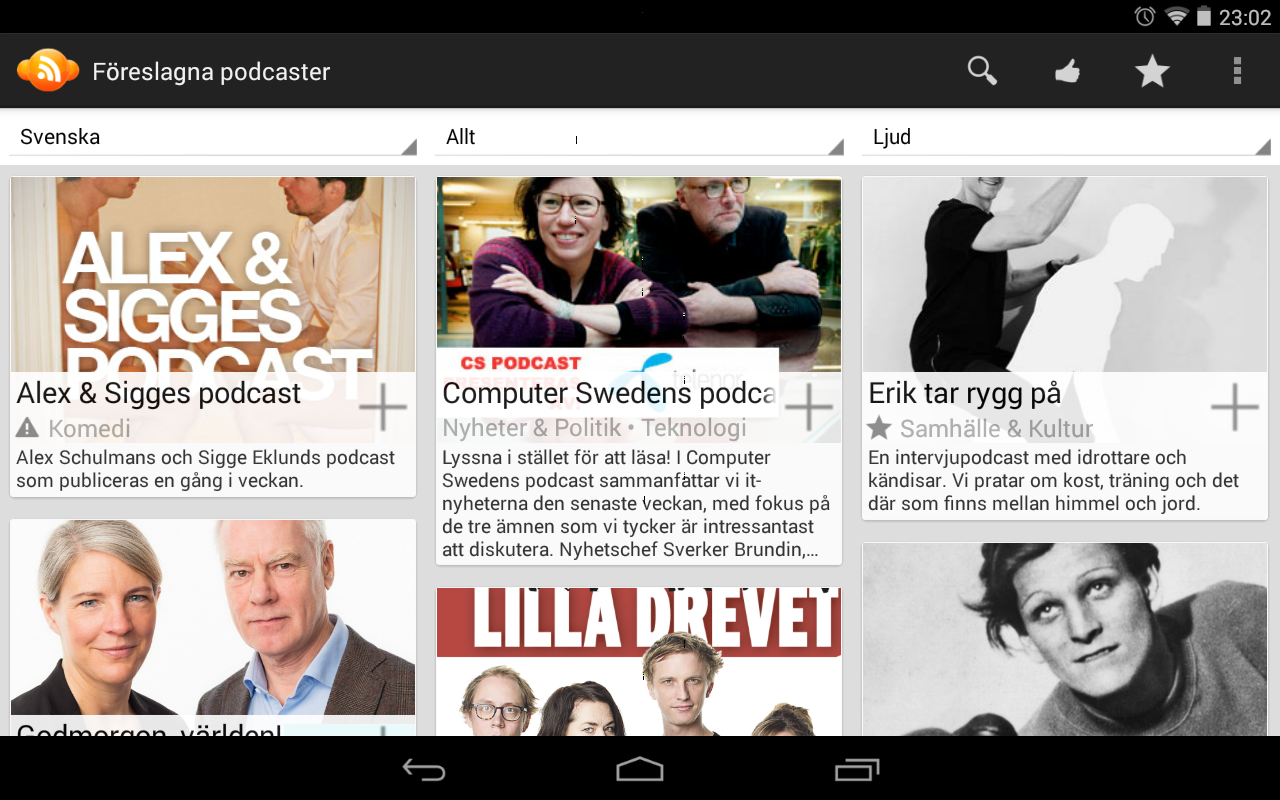 23:02
Föreslagna podcaster
Svenska
Allt
Ljud
ALEX &
SIGGES
PODCAST
Alex & Sigges podcast
Komedi
Alex Schulmans och Sigge Eklunds podcast
som publiceras en gång i veckan.
CS PODCAST
PRESENTERAS
AV:
telenor
Computer Swedens podca
Nyheter & Politik • Teknologi
Lyssna i stället för att läsa! I Computer
Swedens podcast sammanfattar vi it-
nyheterna den senaste veckan, med fokus på
de tre ämnen som vi tycker är intressantast
att diskutera. Nyhetschef Sverker Brundin,...
Erik tar rygg på
Samhälle & Kultur
En intervjupodcast med idrottare och
kändisar. Vi pratar om kost, träning och det
där som finns mellan himmel och jord.
Godmorgon, världen!
LILLA DREVET